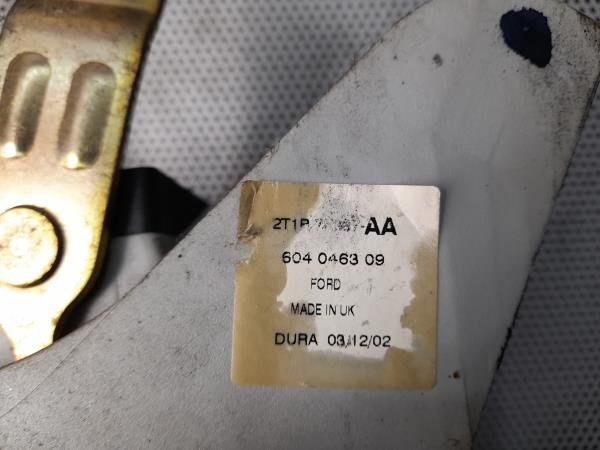 2T1B -AA
604 0463 09
FORD
MADE IN UK
DURA 03/12/02